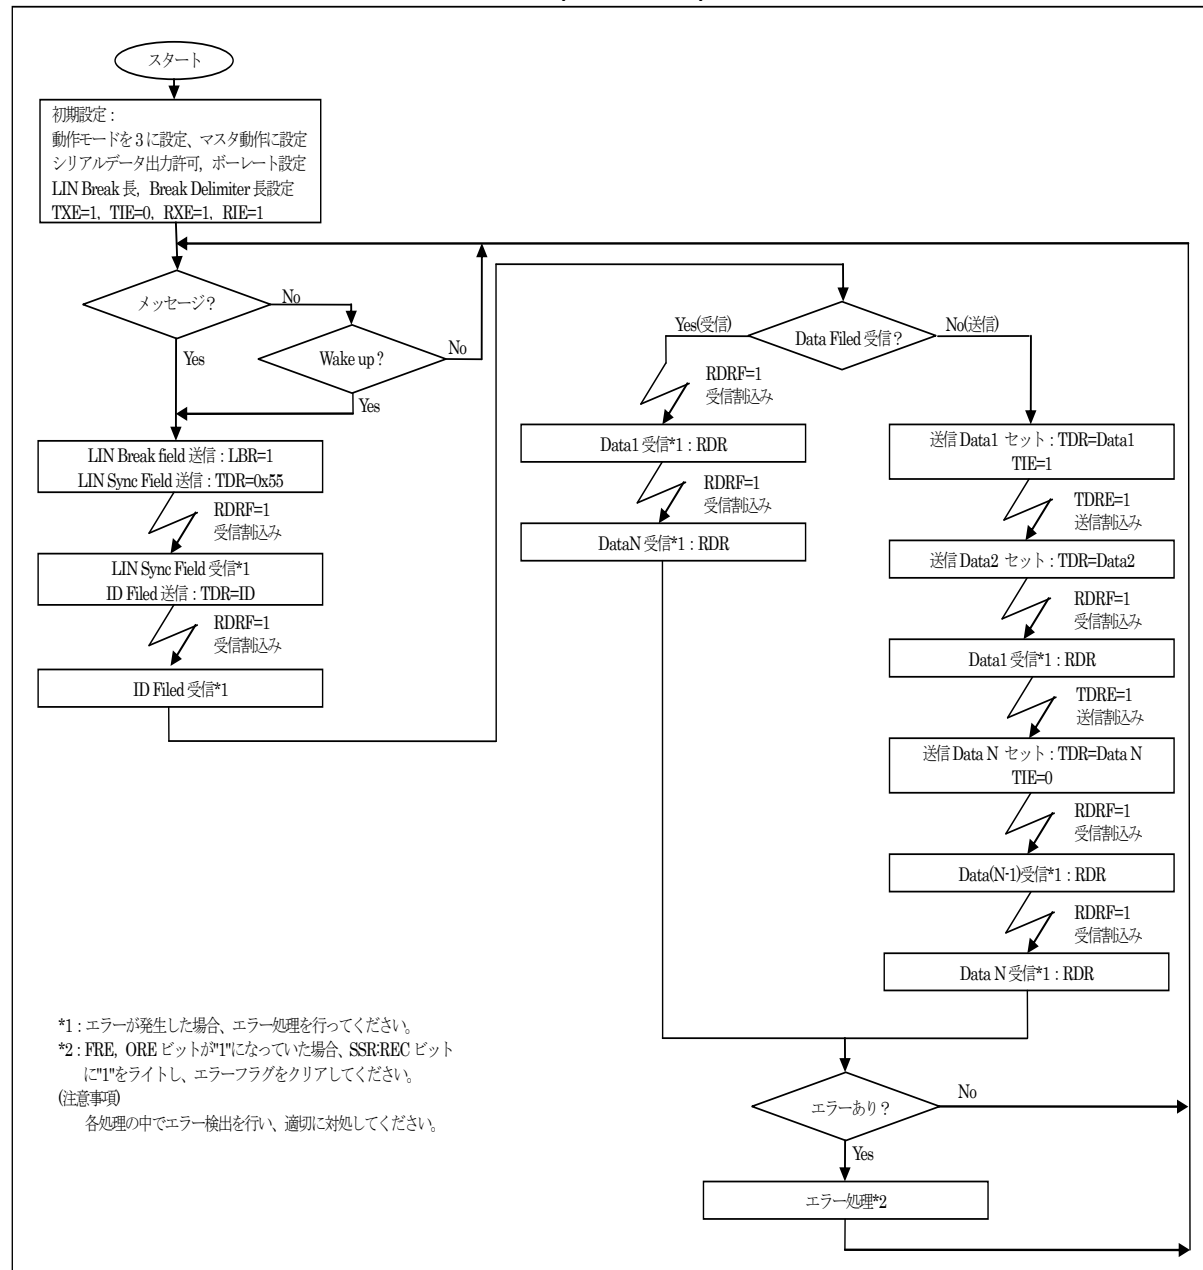 スタート
初期設定:
動作モードを3に設定、マスタ動作に設定
シリアルデータ出力許可, ボーレート設定
LIN Break 長, Break Delimiter 長設定
TXE=1, TIE=0, RXE=1, RIE=1
メッセージ?
No
Yes
Wake up?
No
Yes
LIN Break field 送信 : LBR=1
LIN Sync Field 送信 : TDR=0x55
RDRF=1
受信割込み
LIN Sync Field 受信*1
ID Filed 送信 : TDR=ID
RDRF=1
受信割込み
ID Filed 受信*1
Data Filed 受信?
Yes(受信)
No(送信)
RDRF=1
受信割込み
Data1 受信*1 : RDR
RDRF=1
受信割込み
DataN 受信*1 : RDR
送信 Data1 セット : TDR=Data1
TIE=1
TDRE=1
送信割込み
送信 Data2 セット : TDR=Data2
RDRF=1
受信割込み
Data1 受信*1 : RDR
TDRE=1
送信割込み
送信 Data N セット : TDR=Data N
TIE=0
RDRF=1
受信割込み
Data(N-1)受信*1 : RDR
RDRF=1
受信割込み
Data N 受信*1 : RDR
エラーあり?
No
Yes
エラー処理*2
*1 : エラーが発生した場合、エラー処理を行ってください。
*2 : FRE, ORE ビットが"1"になっていた場合、SSR:REC ビット
に"1"をライトし、エラーフラグをクリアしてください。
(注意事項)
各処理の中でエラー検出を行い、適切に対処してください。